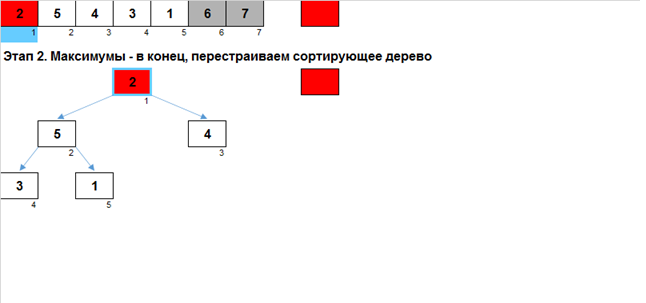 2 5 4 3 1 6 7
1 2 3 4 5 6 7
Этап 2. Максимумы - в конец, перестраиваем сортирующее дерево
2
1
5 4
2 3
3 1
4 5